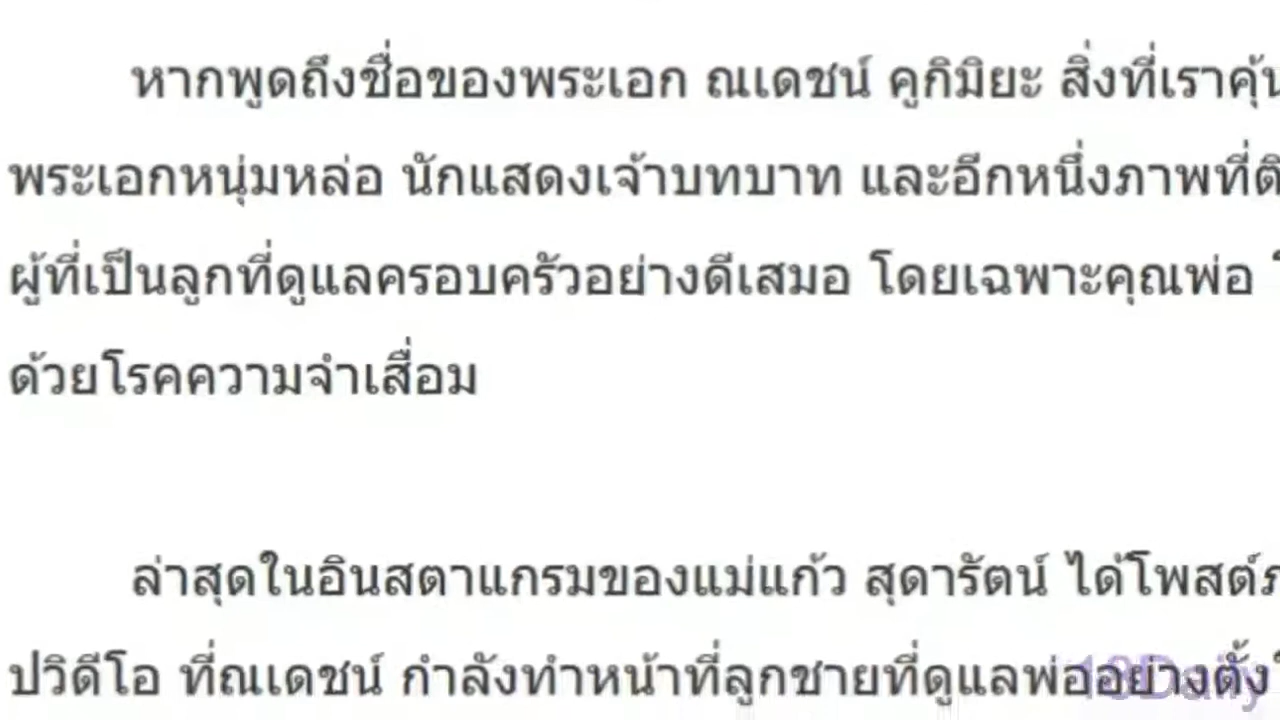 หากพูดถึงชื่อของพระเอก ณเดชน์ คูกิมิยะ สิ่งที่เราคุ้น
พระเอกหนุ่มหล่อ นักแสดงเจ้าบทบาท และอีกหนึ่งภาพที่ติ
ผู้ที่เป็นลูกที่ดูแลครอบครัวอย่างดีเสมอ โดยเฉพาะคุณพ่อ
ด้วยโรคความจำเสื่อม
ล่าสุดในอินสตาแกรมของแม่แก้ว สุดารัตน์ ได้โพสต์ภ
ปวิดีโอ ที่ณเดชน์ กำลังทำหน้าที่ลูกชายที่ดูแลพ่ออย่างตั้งใ
13Daily